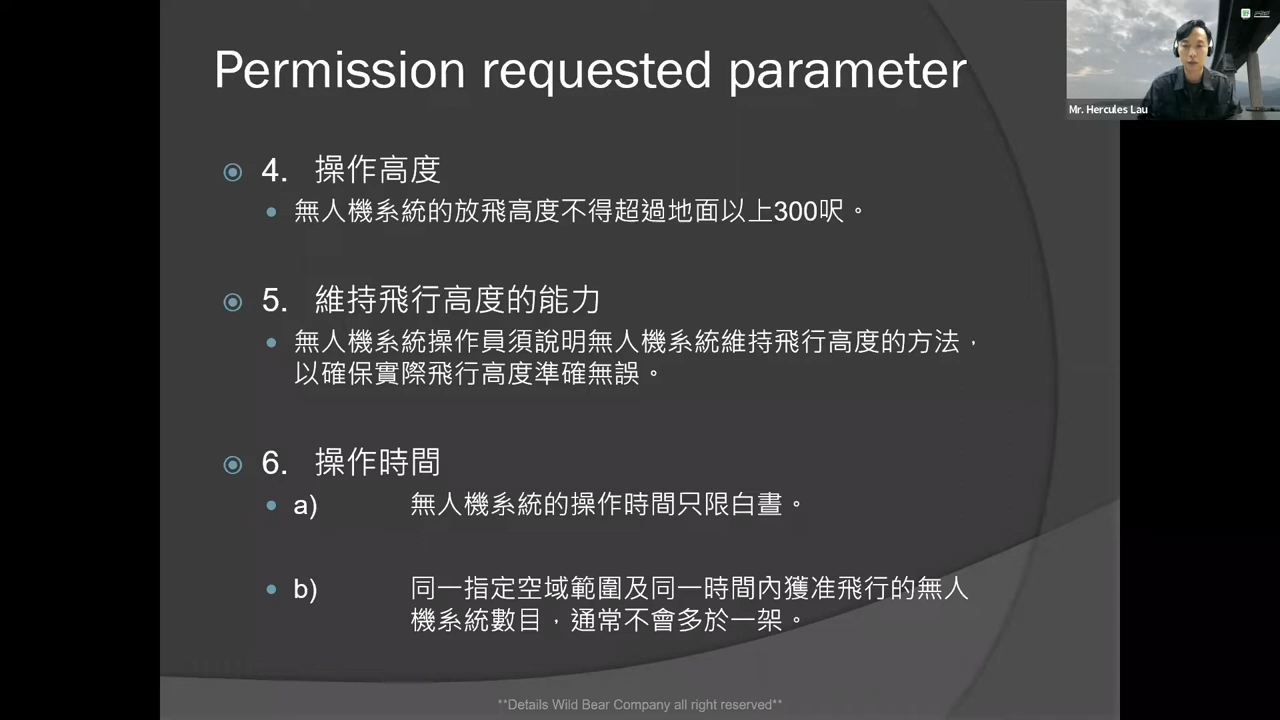 Permission requested parameter
Mr. Hercules Lau
4. 操作高度
無人機系統的放飛高度不得超過地面以上300呎。
5. 維持飛行高度的能力
無人機系統操作員須說明無人機系統維持飛行高度的方法，
以確保實際飛行高度準確無誤。
6. 操作時間
a) 無人機系統的操作時間只限白晝。
b) 同一指定空域範圍及同一時間內獲准飛行的無人
機系統數目，通常不會多於一架。
**Details Wild Bear Company all right reserved**